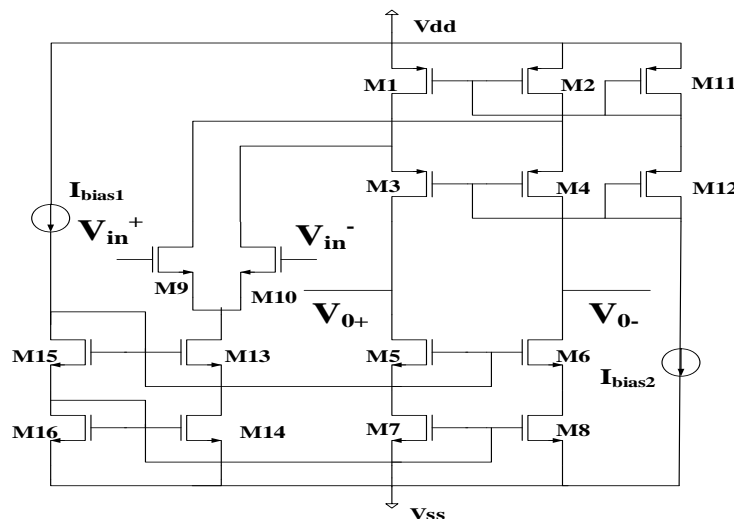 Vdd
M1
M2
M11
M3
M4
M12
Ibias1
Vin+
Vin-
M9
M10
V0+
V0-
M15
M13
M5
M6
Ibias2
M16
M14
M7
M8
Vss